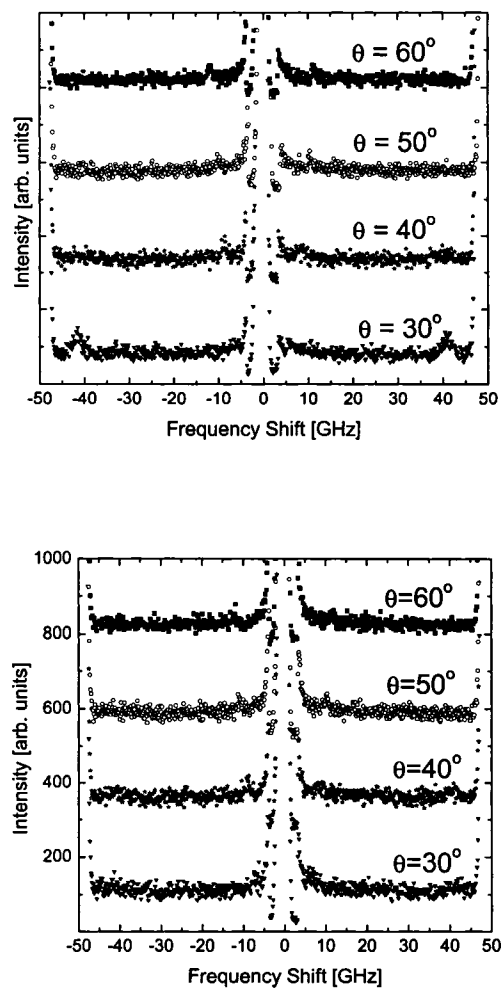 θ = 60°
θ = 50°
θ = 40°
θ = 30°
Intensity [arb. units]
-50 -40 -30 -20 -10 0 10 20 30 40 50
Frequency Shift [GHz]
1000
800
600
400
200
θ=60°
θ=50°
θ=40°
θ=30°
Intensity [arb. units]
-50 -40 -30 -20 -10 0 10 20 30 40 50
Frequency Shift [GHz]